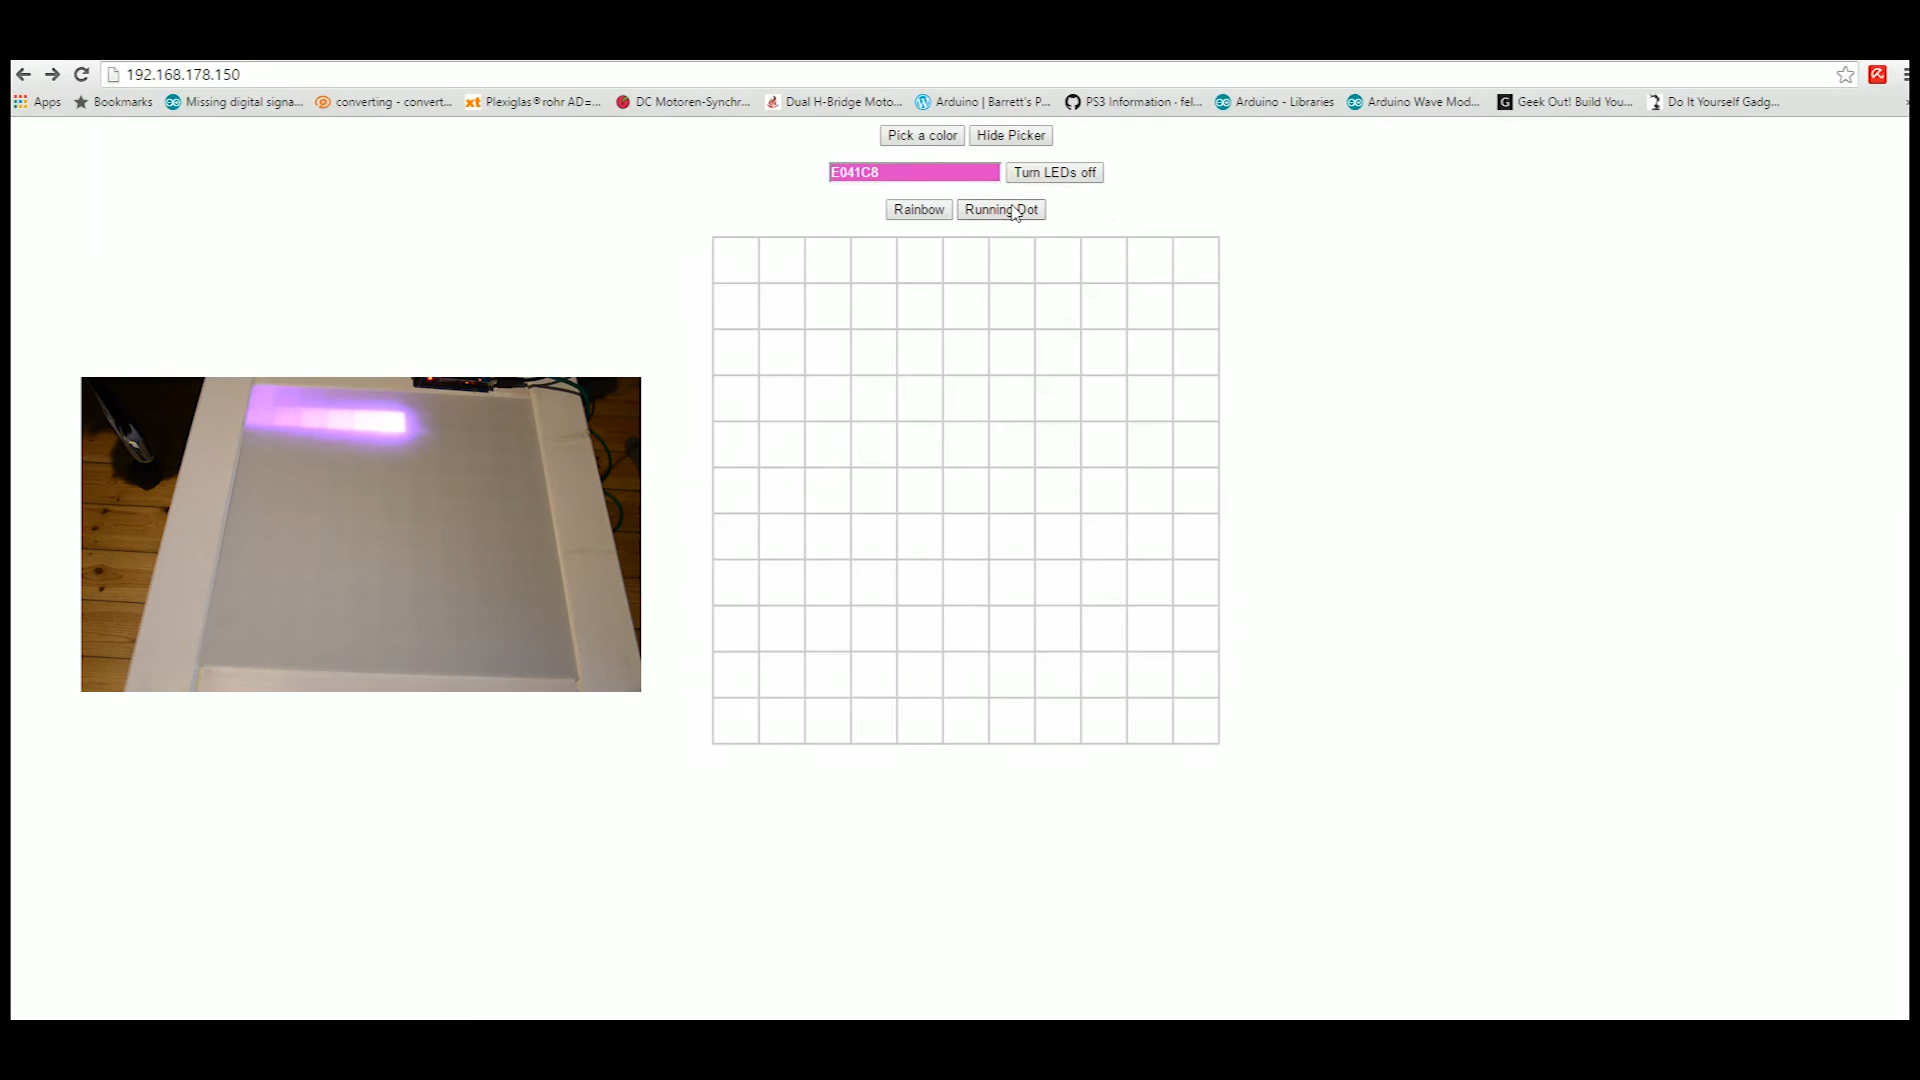 192.168.178.150
Apps Bookmarks Missing digital signa... converting - convert... xt Plexiglas® rohr AD=... DC Motoren-Synchr... Dual H-Bridge Moto... Arduino | Barrett's P... PS3 Information · fel... Arduino - Libraries Arduino Wave Mod... G Geek Out! Build You... Do It Yourself Gadg...
Pick a color Hide Picker
E041C8 Turn LEDs off
Rainbow Running Dot